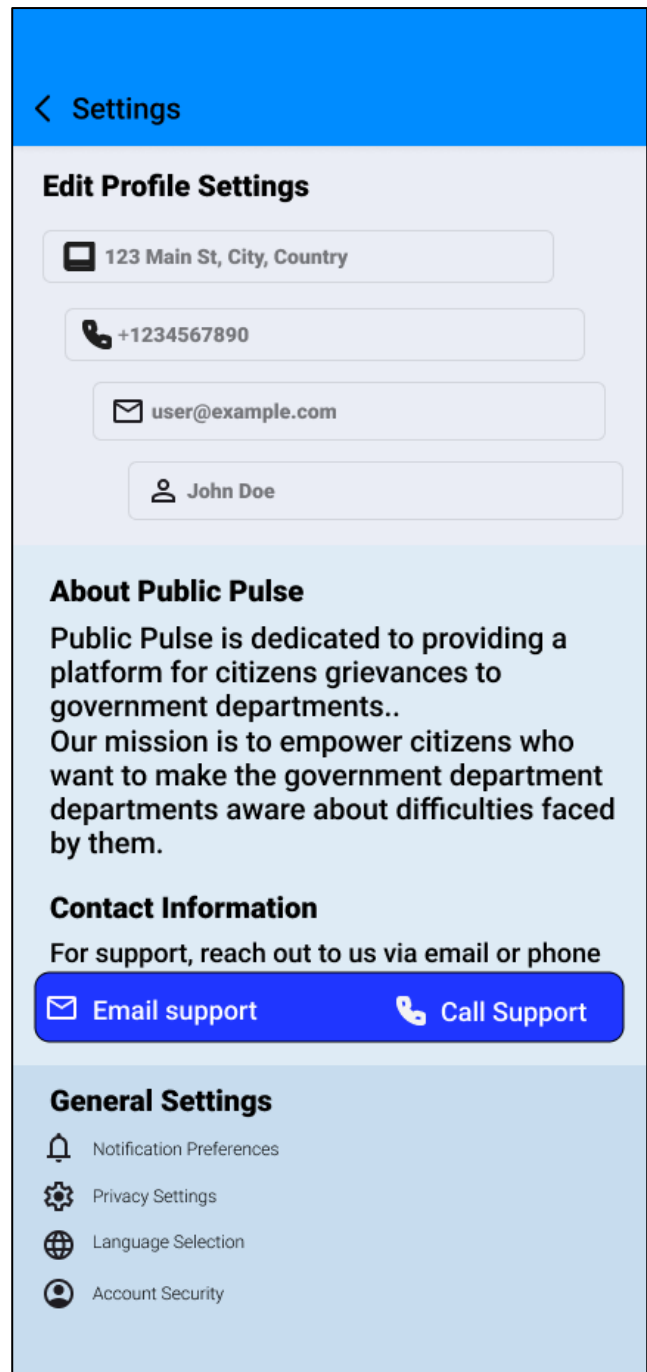 Settings
Edit Profile Settings
123 Main St, City, Country
+1234567890
user@example.com
John Doe
About Public Pulse
Public Pulse is dedicated to providing a
platform for citizens grievances to
government departments..
Our mission is to empower citizens who
want to make the government department
departments aware about difficulties faced
by them.
Contact Information
For support, reach out to us via email or phone
Email support Call Support
General Settings
Notification Preferences
Privacy Settings
Language Selection
Account Security